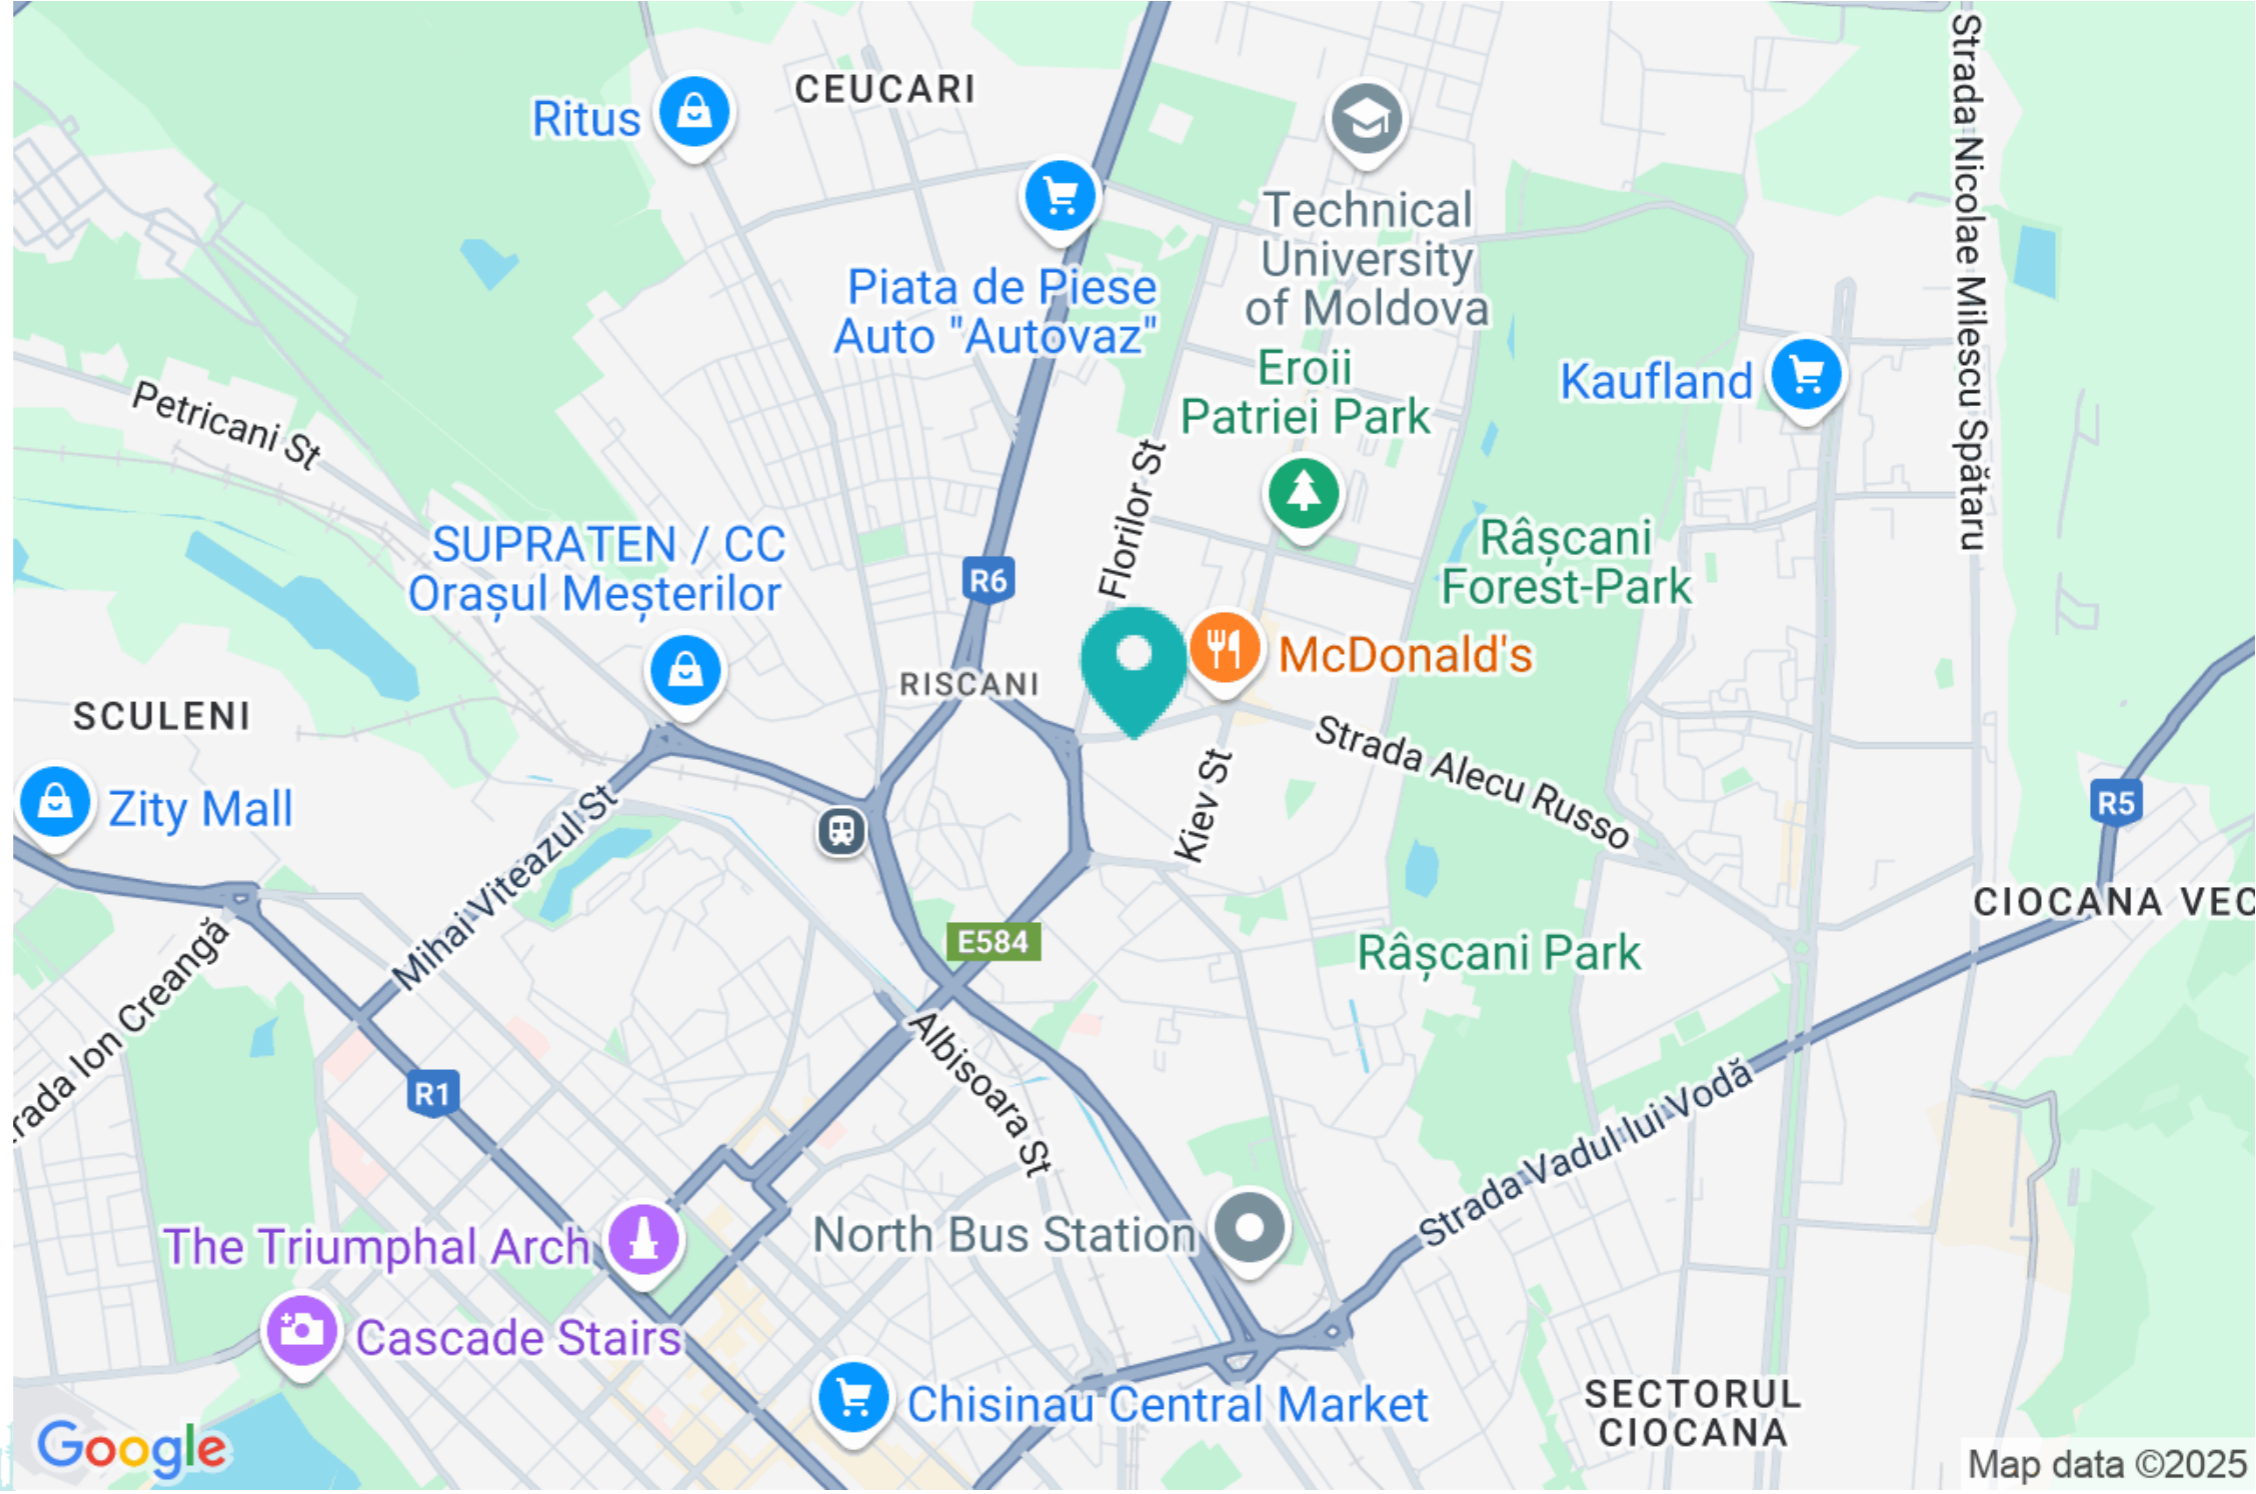 CEUCARI
Ritus
Strada Nicolae Milescu Spătaru
Technical
University
of Moldova
Piata de Piese
Auto "Autovaz"
Eroii
Patriei Park
Kaufland
Petricani St
Florilor St
SUPRATEN / CC
Orașul Meșterilor
R6
Râșcani
Forest-Park
McDonald's
RISCANI
SCULENI
Strada Alecu Russo
Kiev St
Zity Mall
R5
Mihai Viteazul St
CIOCANA VEC
E584
Râșcani Park
rada Ion Creangă
Albisoara St
R1
Strada Vadul lui Vodă
The Triumphal Arch
North Bus Station
Cascade Stairs
Chisinau Central Market
SECTORUL
CIOCANA
Google
Map data ©2025